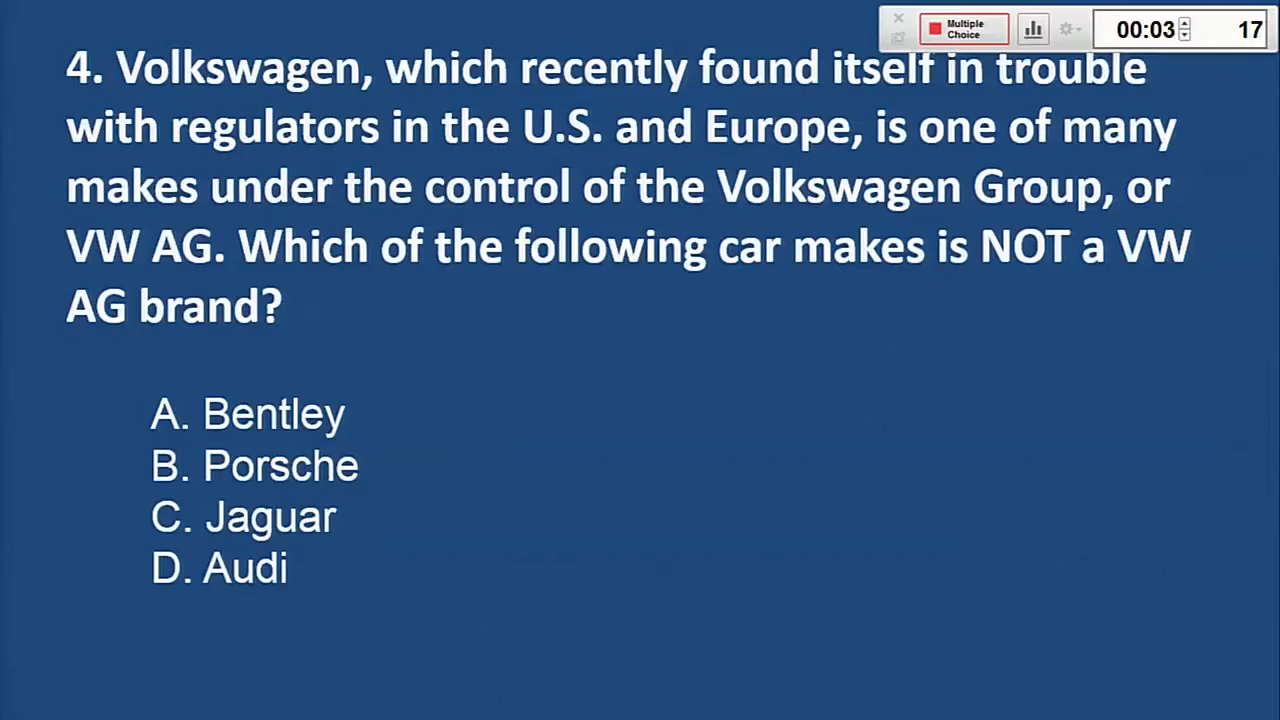 Multiple
Choice
00:03
17
4. Volkswagen, which recently found itself in trouble
with regulators in the U.S. and Europe, is one of many
makes under the control of the Volkswagen Group, or
VW AG. Which of the following car makes is NOT a VW
AG brand?
A. Bentley
B. Porsche
C. Jaguar
D. Audi